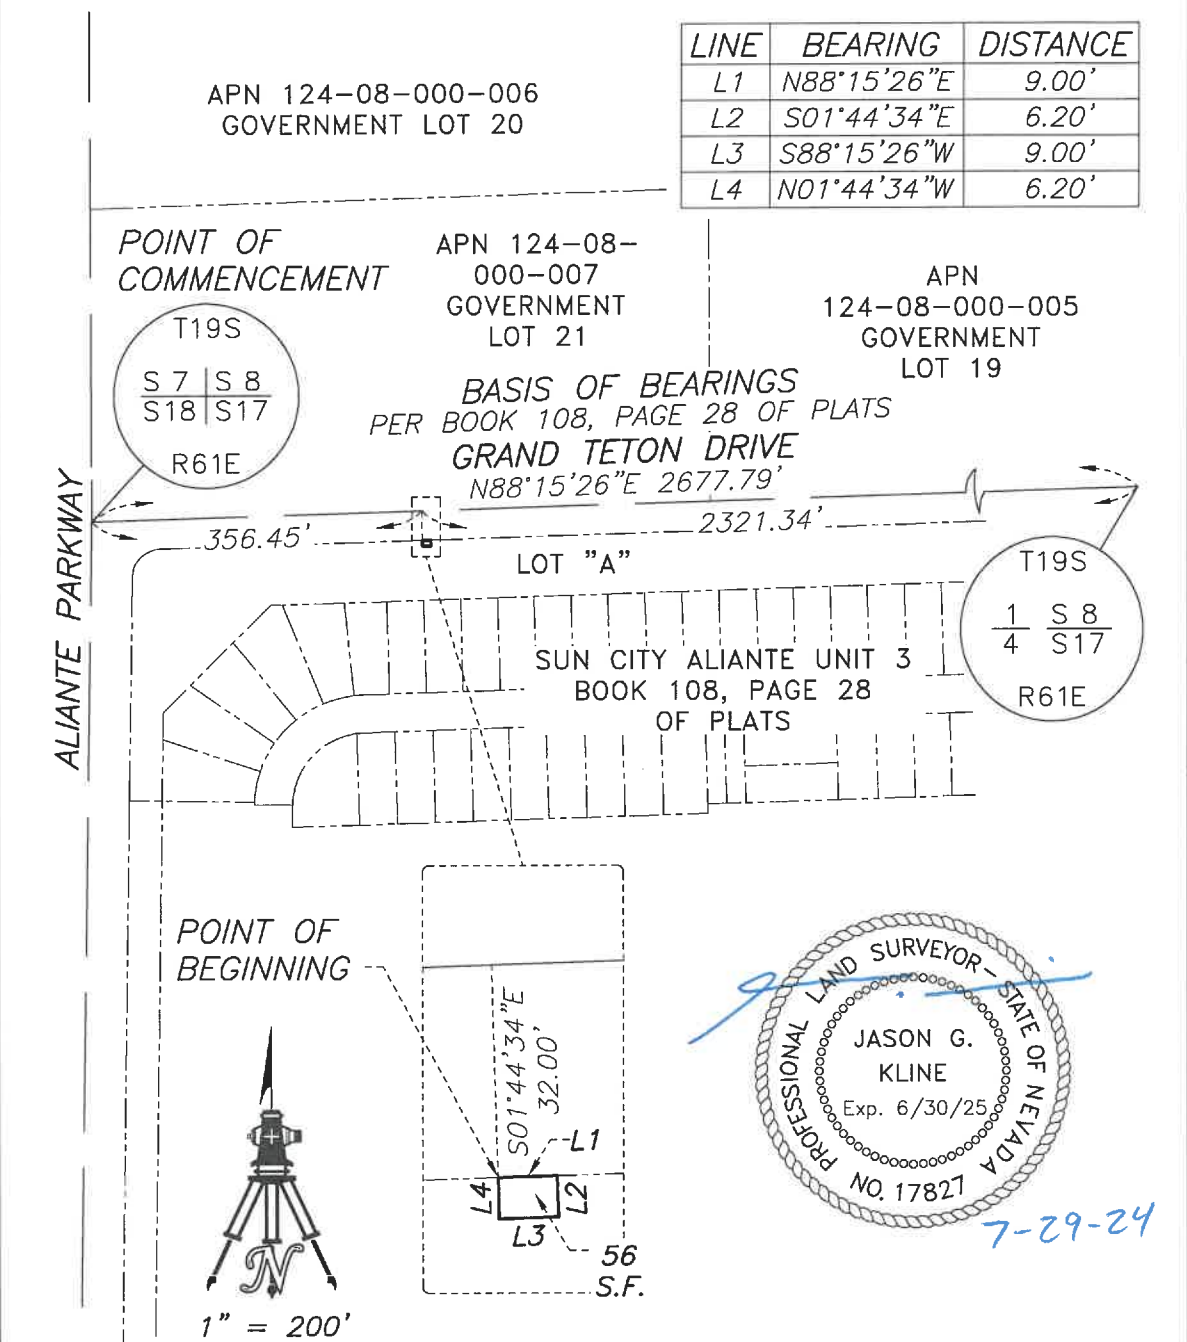 LINE BEARING DISTANCE
L1 N88°15'26"E 9.00'
L2 S01°44'34"E 6.20'
L3 S88°15'26"W 9.00'
L4 N01°44'34"W 6.20'
APN 124-08-000-006
GOVERNMENT LOT 20
POINT OF
COMMENCEMENT
APN 124-08-
000-007
GOVERNMENT
LOT 21
APN
124-08-000-005
GOVERNMENT
LOT 19
T19S
S 7 S 8
S18 S17
R61E
BASIS OF BEARINGS
PER BOOK 108, PAGE 28 OF PLATS
GRAND TETON DRIVE
N88°15'26"E 2677.79'
356.45'
2321.34'
ALIANTE PARKWAY
LOT "A"
T19S
1 S 8
4 S17
R61E
SUN CITY ALIANTE UNIT 3
BOOK 108, PAGE 28
OF PLATS
POINT OF
BEGINNING
S01°44'34"E
32.00'
L1
L4
L2
L3
56
S.F.
N
1" = 200'
PROFESSIONAL LAND SURVEYOR - STATE OF NEVADA
JASON G.
KLINE
Exp. 6/30/25
NO. 17827
7-29-24